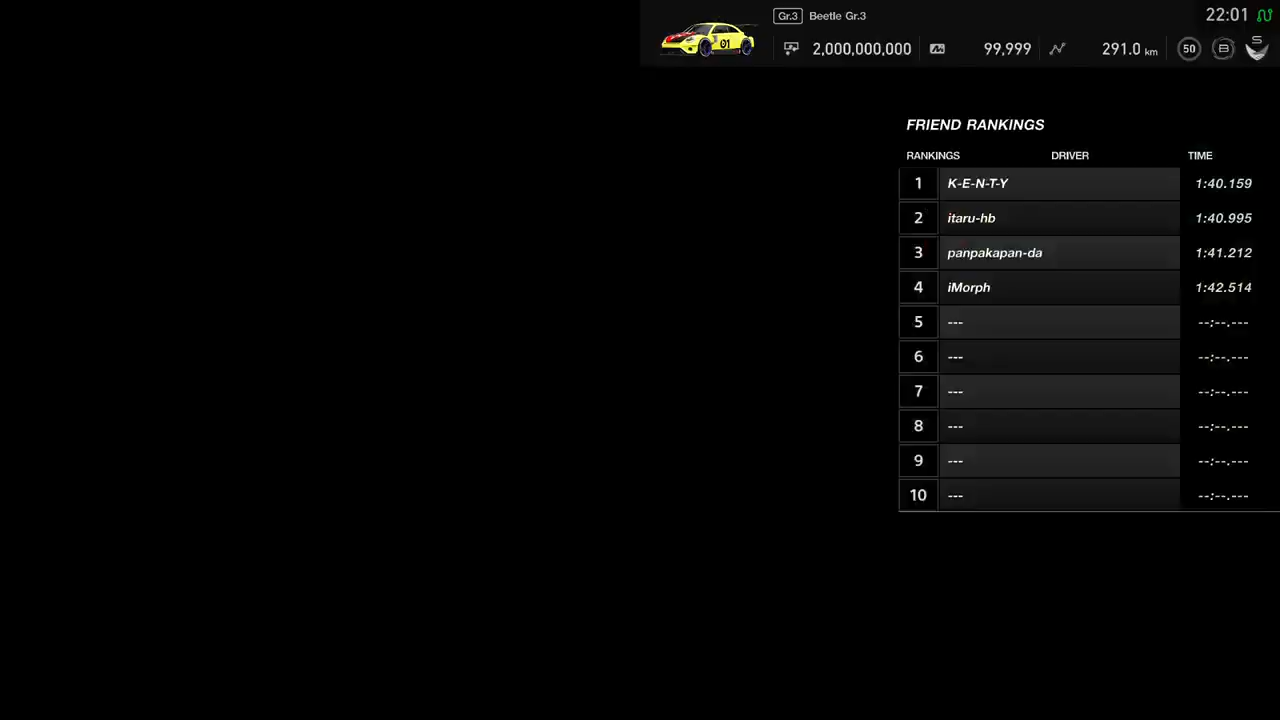 Gr.3 Beetle Gr.3 22:01
01 2,000,000,000 99,999 291.0 km 50 B S
FRIEND RANKINGS
RANKINGS DRIVER TIME
1 K-E-N-T-Y 1:40.159
2 itaru-hb 1:40.995
3 panpakapan-da 1:41.212
4 iMorph 1:42.514
5 --- --:--.---
6 --- --:--.---
7 --- --:--.---
8 --- --:--.---
9 --- --:--.---
10 --- --:--.---